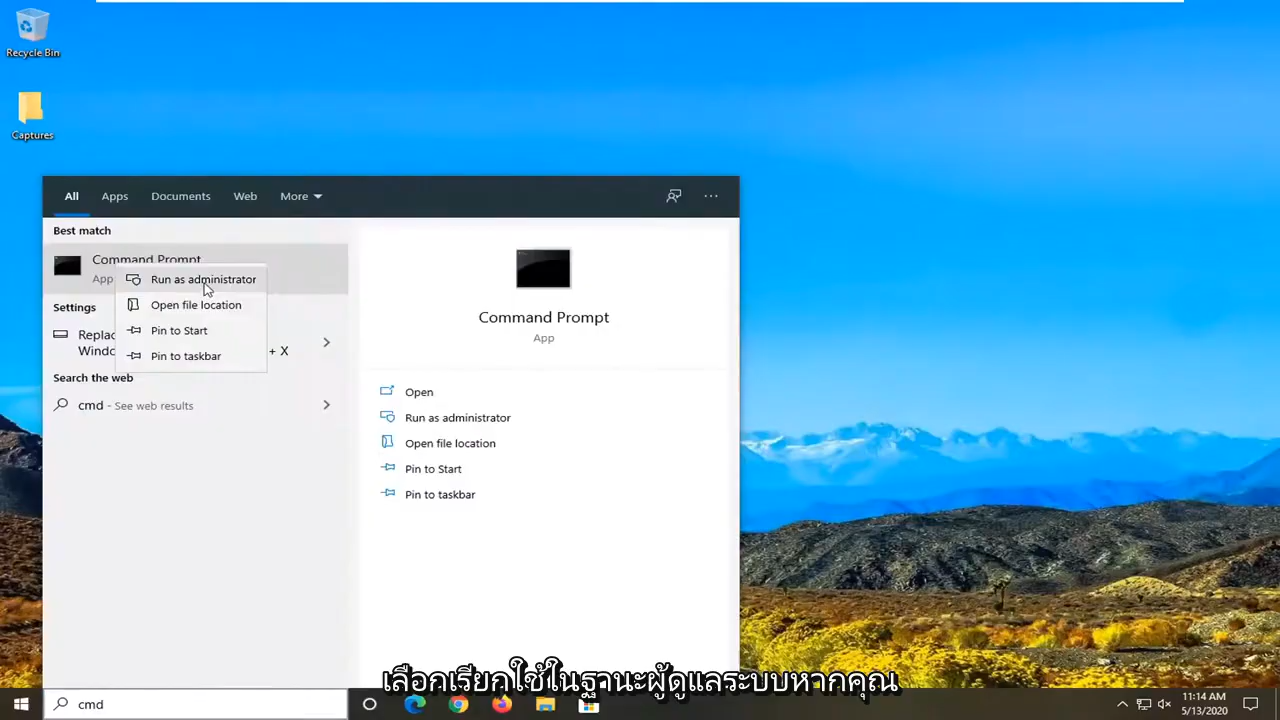 Recycle Bin
Captures
All Apps Documents Web More
Best match
Command Prompt
App
Run as administrator
Open file location
Pin to Start
Pin to taskbar
Settings
Replac
Windo + X
Search the web
cmd - See web results
Command Prompt
App
Open
Run as administrator
Open file location
Pin to Start
Pin to taskbar
เลือกเรียกใช้ในฐานะผู้ดูแลระบบหากคุณ
cmd
11:14 AM
5/13/2020